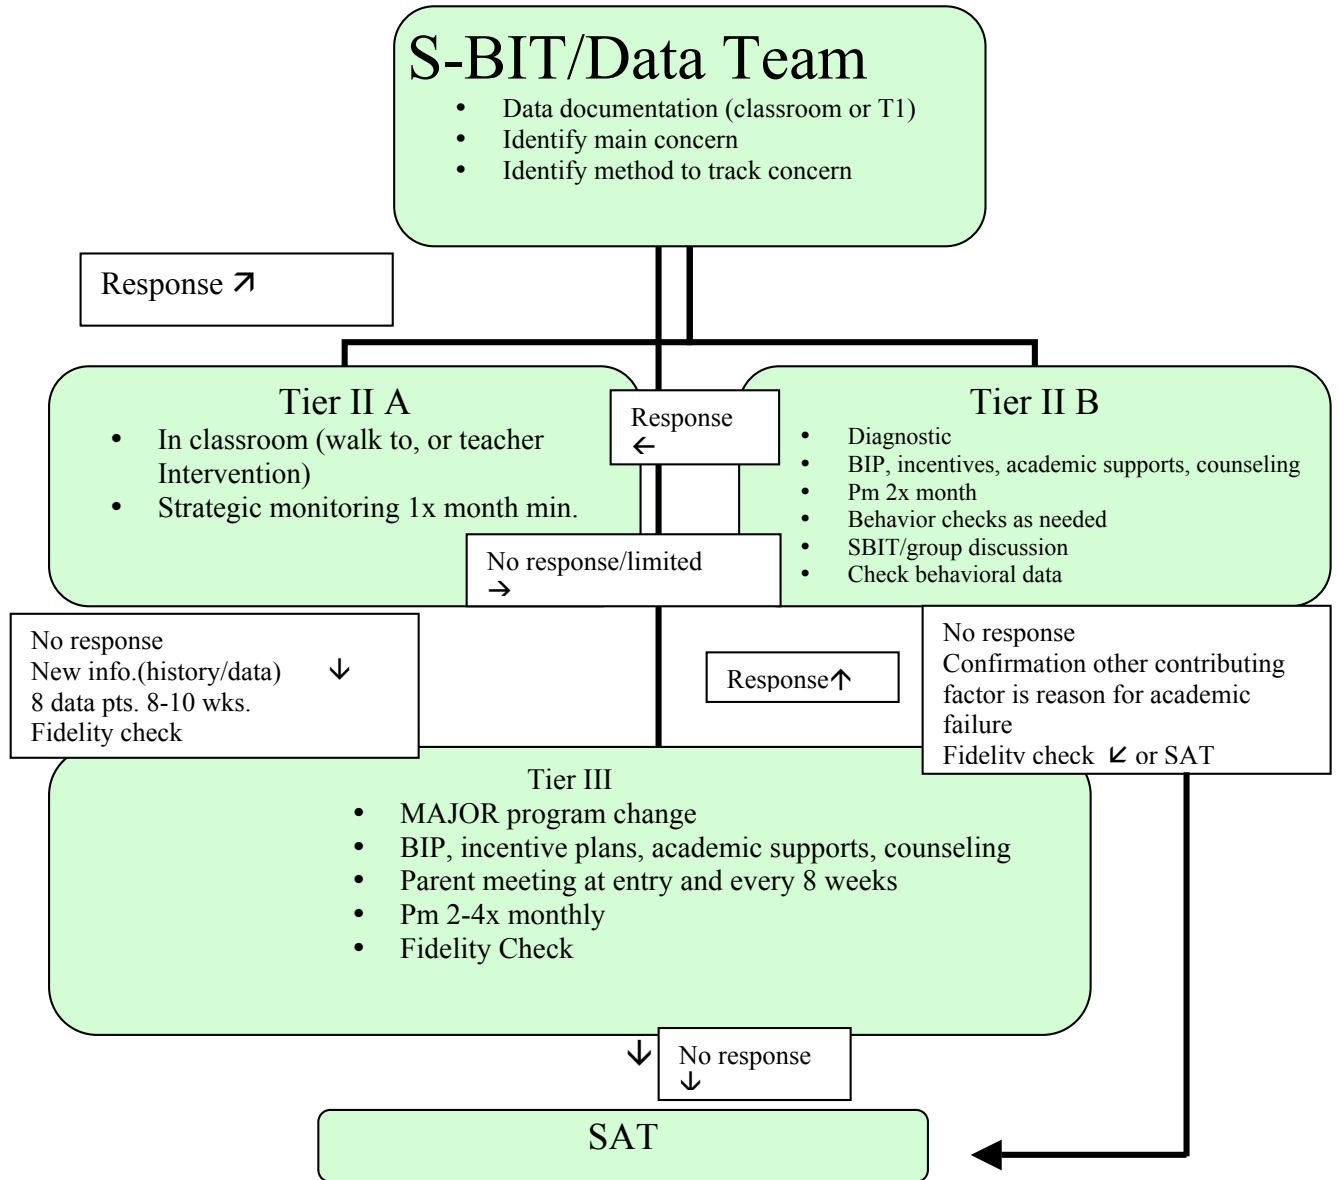 S-BIT/Data Team
• Data documentation (classroom or T1)
• Identify main concern
• Identify method to track concern
Response ↗
Tier II A
• In classroom (walk to, or teacher
Intervention)
• Strategic monitoring 1x month min.
Response
←
Tier II B
• Diagnostic
• BIP, incentives, academic supports, counseling
• Pm 2x month
• Behavior checks as needed
• SBIT/group discussion
• Check behavioral data
No response/limited
→
No response
New info.(history/data) ↓
8 data pts. 8-10 wks.
Fidelity check
Response↑
No response
Confirmation other contributing
factor is reason for academic
failure
Fidelity check ↙ or SAT
Tier III
• MAJOR program change
• BIP, incentive plans, academic supports, counseling
• Parent meeting at entry and every 8 weeks
• Pm 2-4x monthly
• Fidelity Check
↓ No response
↓
SAT